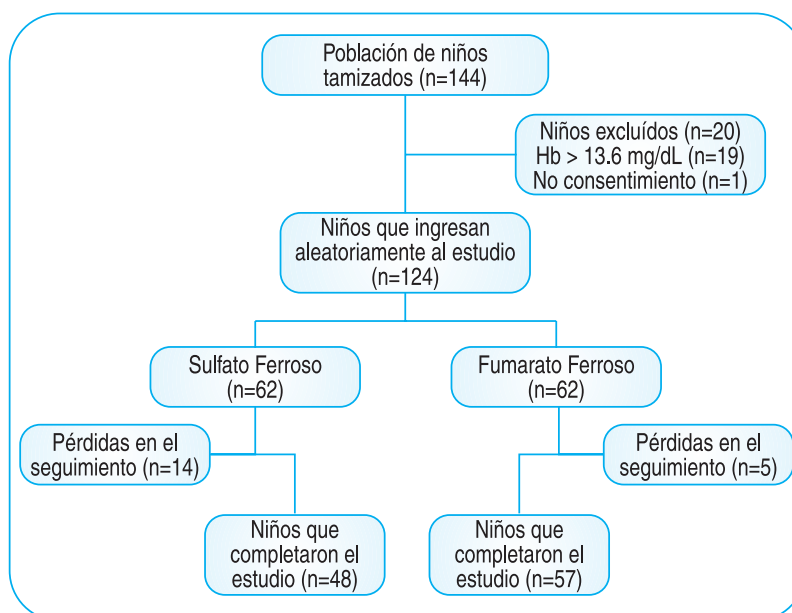 Población de niños
tamizados (n=144)
Niños excluídos (n=20)
Hb > 13.6 mg/dL (n=19)
No consentimiento (n=1)
Niños que ingresan
aleatoriamente al estudio
(n=124)
Sulfato Ferroso
(n=62)
Fumarato Ferroso
(n=62)
Pérdidas en el
seguimiento (n=14)
Pérdidas en el
seguimiento (n=5)
Niños que
completaron el
estudio (n=48)
Niños que
completaron el
estudio (n=57)